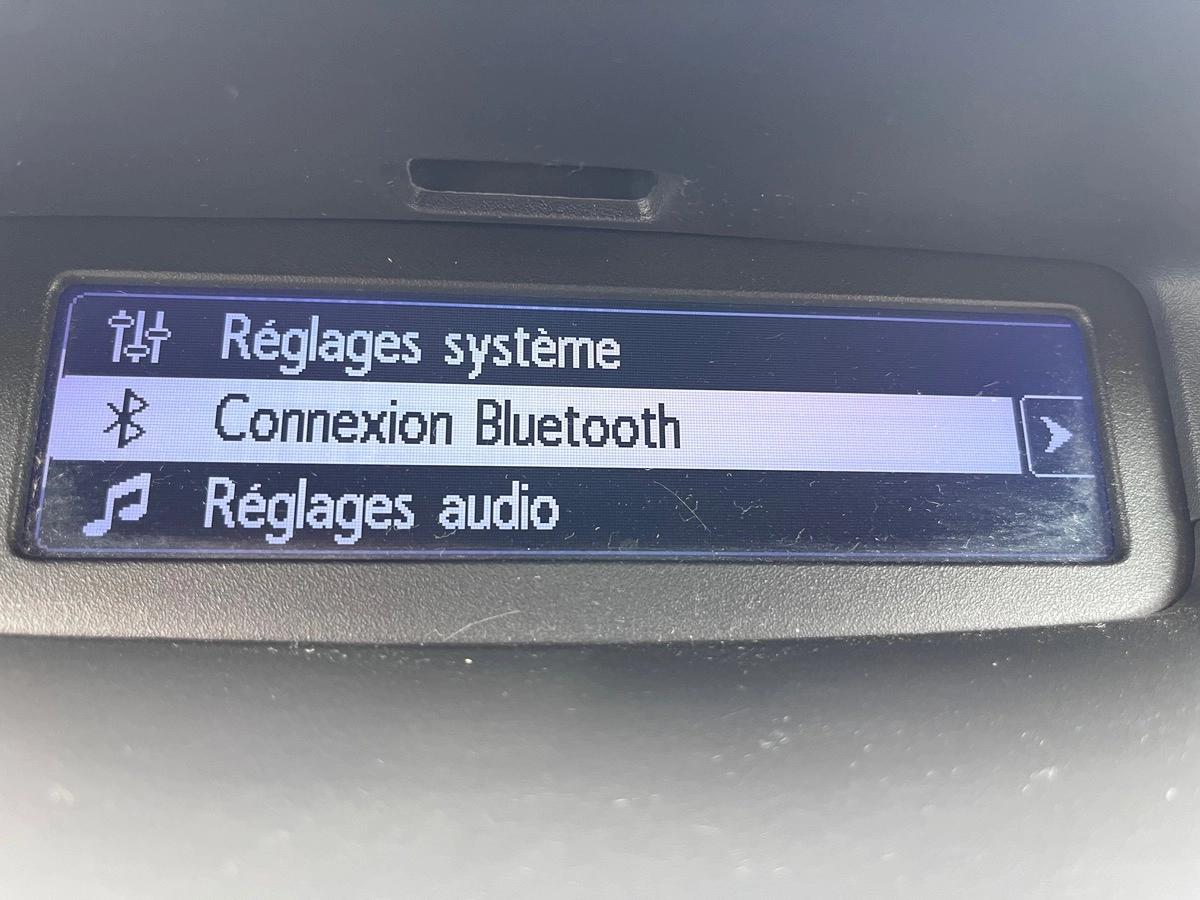 Réglages système
Connexion Bluetooth
Réglages audio